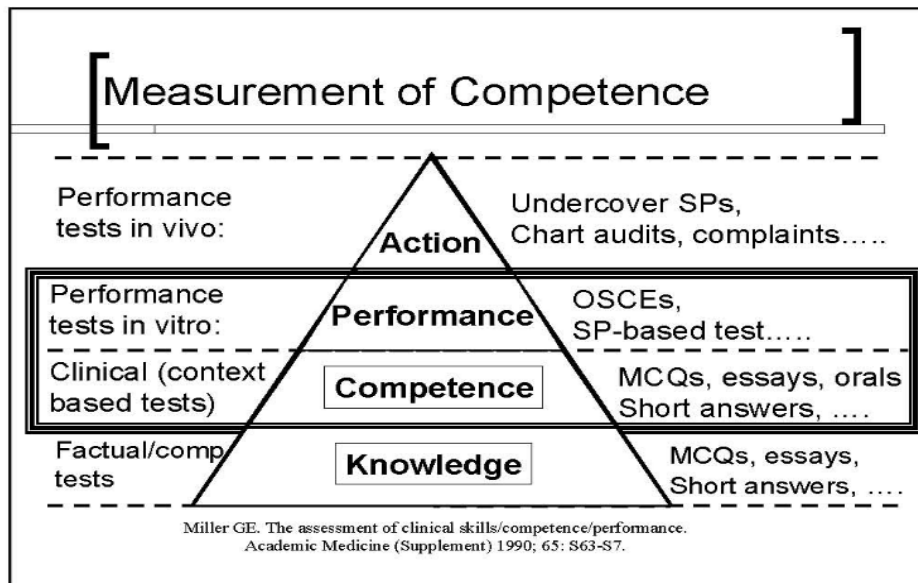 Measurement of Competence
Performance
tests in vivo:
Action
Undercover SPs,
Chart audits, complaints.....
Performance
tests in vitro:
Performance
OSCEs,
SP-based test.....
Clinical (context
based tests)
Competence
MCQs, essays, orals
Short answers, ....
Factual/comp
tests
Knowledge
MCQs, essays,
Short answers, ....
Miller GE. The assessment of clinical skills/competence/performance.
Academic Medicine (Supplement) 1990; 65: S63-S7.